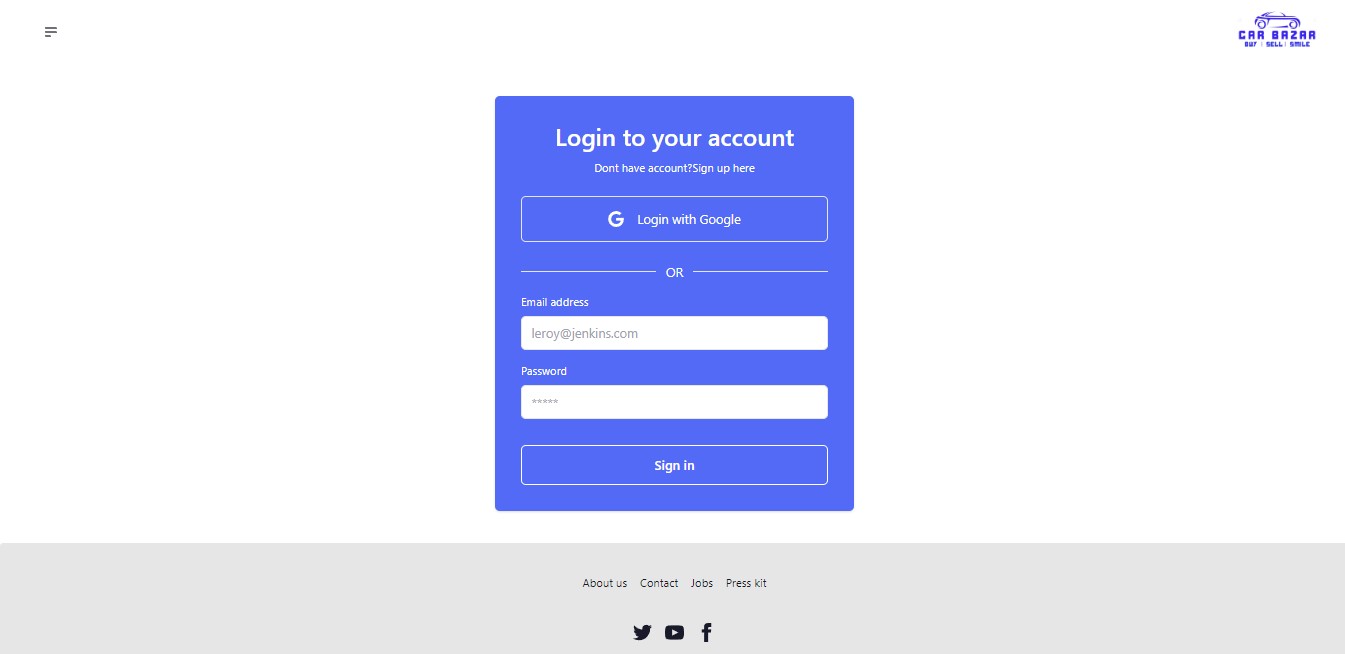 CAR BAZAR
BUY | SELL | SMILE
Login to your account
Dont have account?Sign up here
G Login with Google
OR
Email address
leroy@jenkins.com
Password
*****
Sign in
About us Contact Jobs Press kit